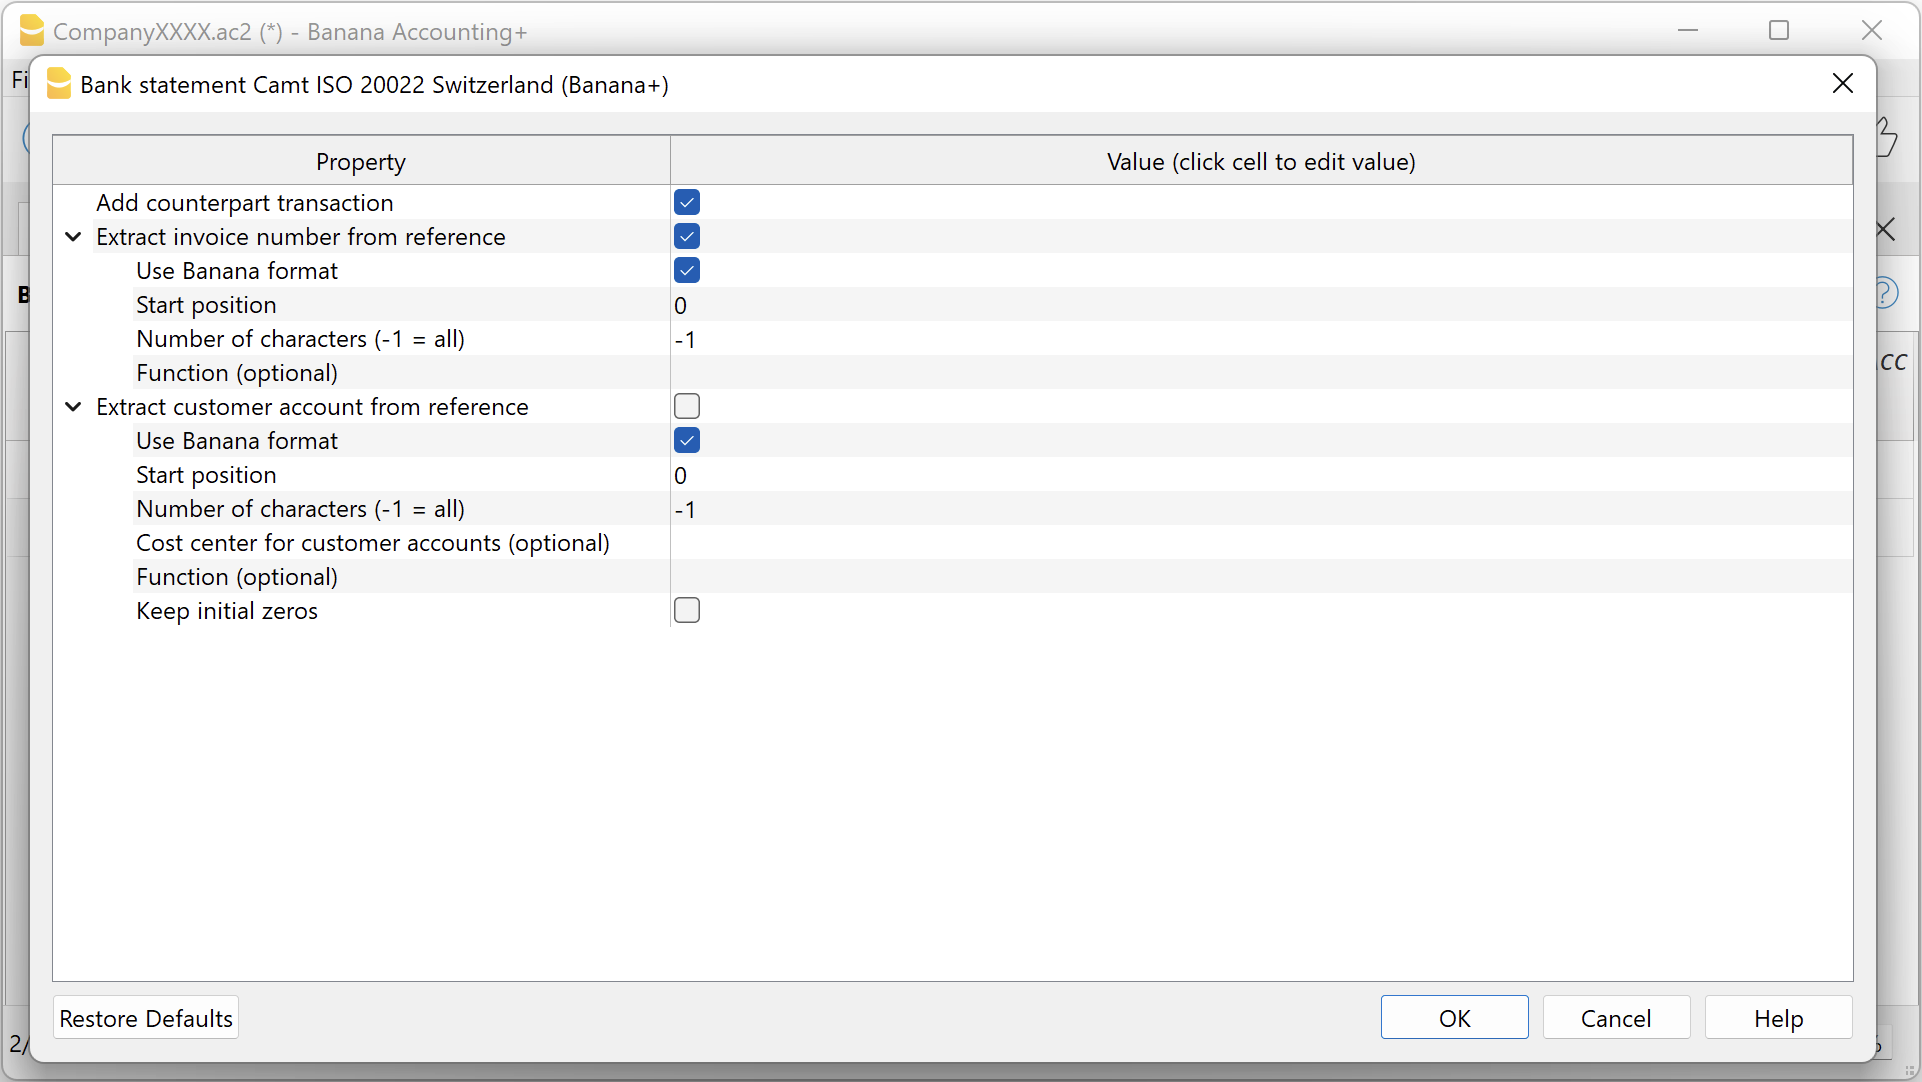 CompanyXXXX.ac2 (*) - Banana Accounting+
Fi
Bank statement Camt ISO 20022 Switzerland (Banana+)
Property
Value (click cell to edit value)
Add counterpart transaction
Extract invoice number from reference
Use Banana format
Start position
0
Number of characters (-1 = all)
-1
Function (optional)
Extract customer account from reference
Use Banana format
Start position
0
Number of characters (-1 = all)
-1
Cost center for customer accounts (optional)
Function (optional)
Keep initial zeros
B
?
CC
Restore Defaults
OK
Cancel
Help
2/